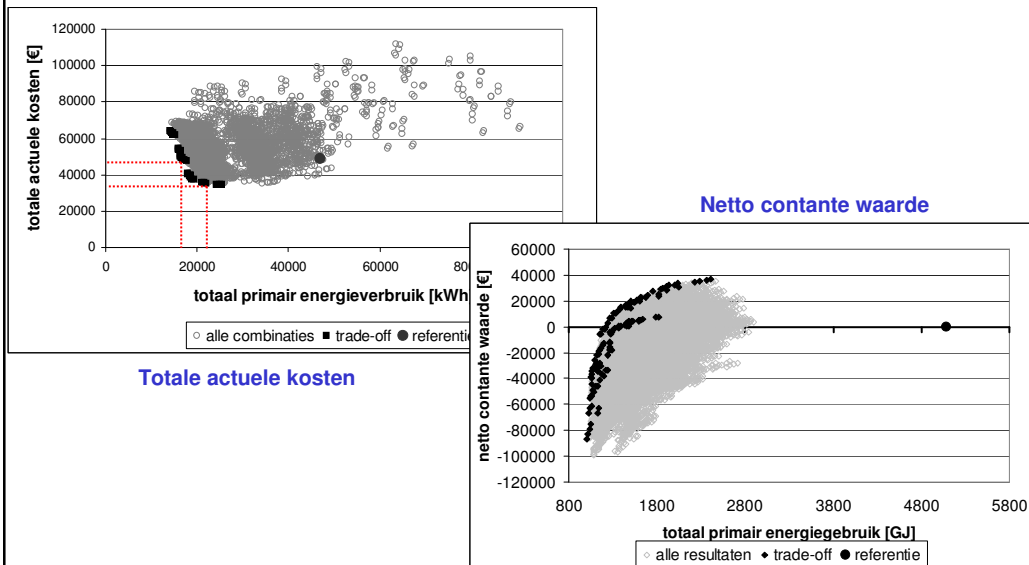 totale actuele kosten [€]
120000
100000
80000
60000
40000
20000
0
0 20000 40000 60000
totaal primair energieverbruik [kWh
alle combinaties trade-off referentie
Totale actuele kosten
Netto contante waarde
netto contante waarde [€]
60000
40000
20000
0
-20000
-40000
-60000
-80000
-100000
-120000
800 1800 2800 3800 4800 5800
totaal primair energiegebruik [GJ]
alle resultaten trade-off referentie